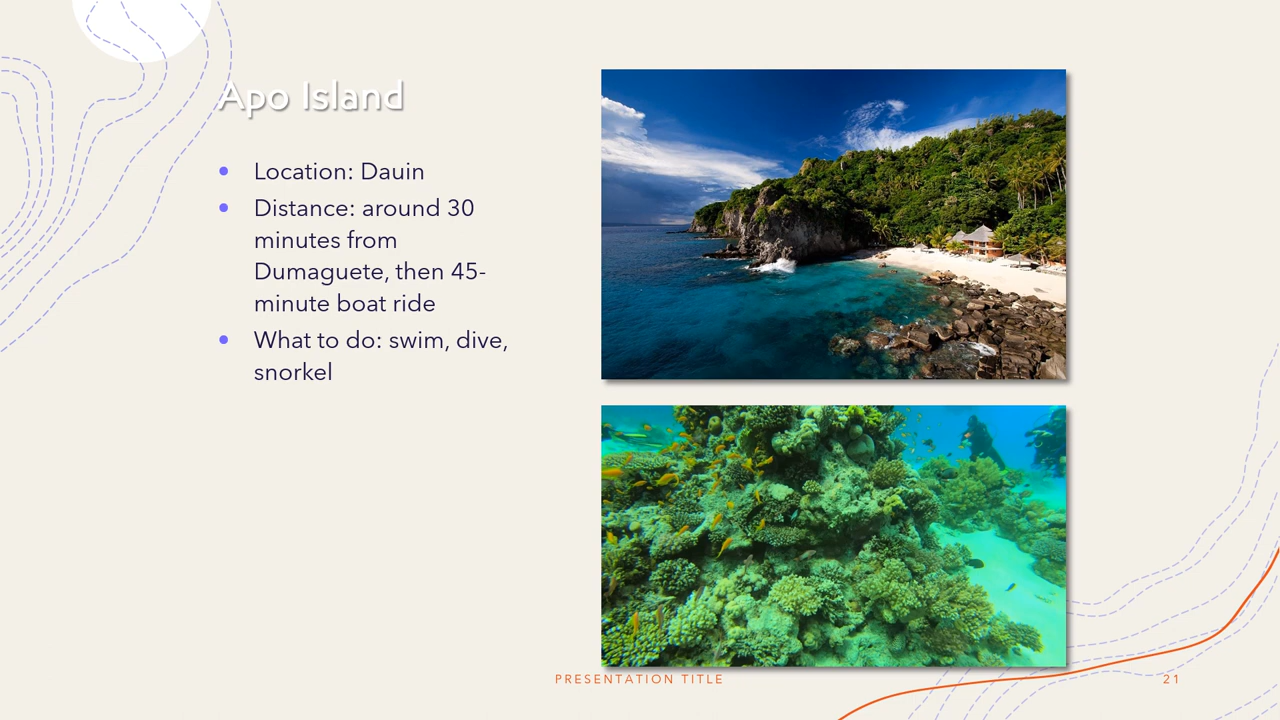 Apo Island
• Location: Dauin
• Distance: around 30
minutes from
Dumaguete, then 45-
minute boat ride
• What to do: swim, dive,
snorkel
PRESENTATION TITLE
21